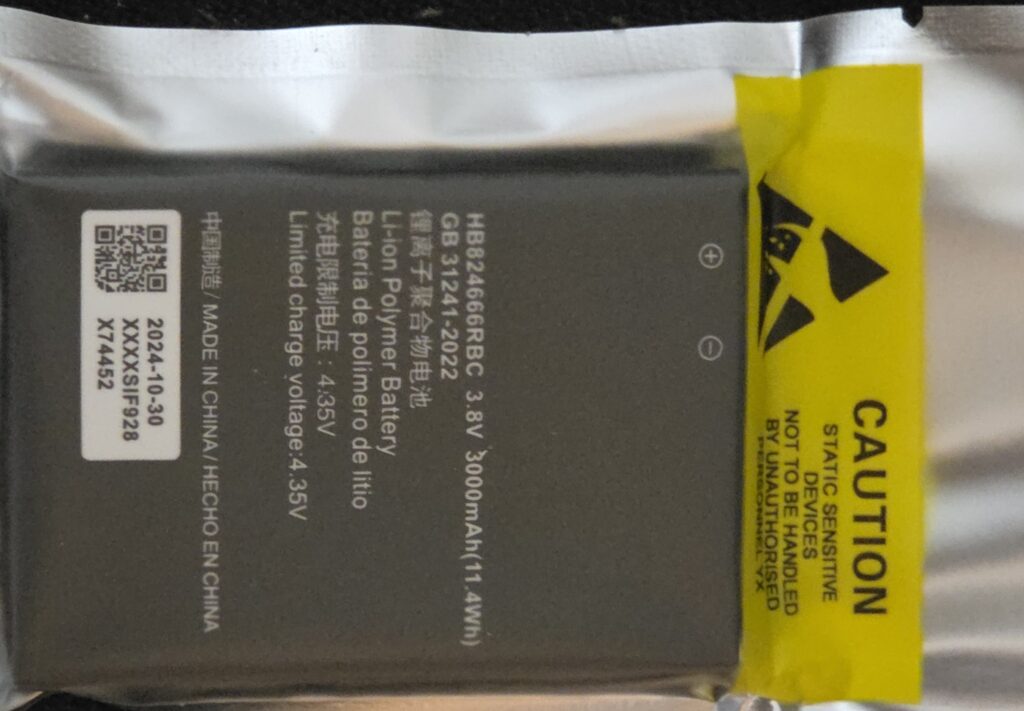 CAUTION
STATIC SENSITIVE
DEVICES
NOT TO BE HANDLED
BY UNAUTHORISED
PERSONNEL YX
HB824666RBC 3.8V 3000mAh(11.4Wh)
GB 31241-2022
锂离子聚合物电池
Li-ion Polymer Battery
Bateria de polimero de litio
充电限制电压：4.35V
Limited charge voltage:4.35V
中国制造/MADE IN CHINA/HECHO EN CHINA
2024-10-30
XXXXSIF928
X74452